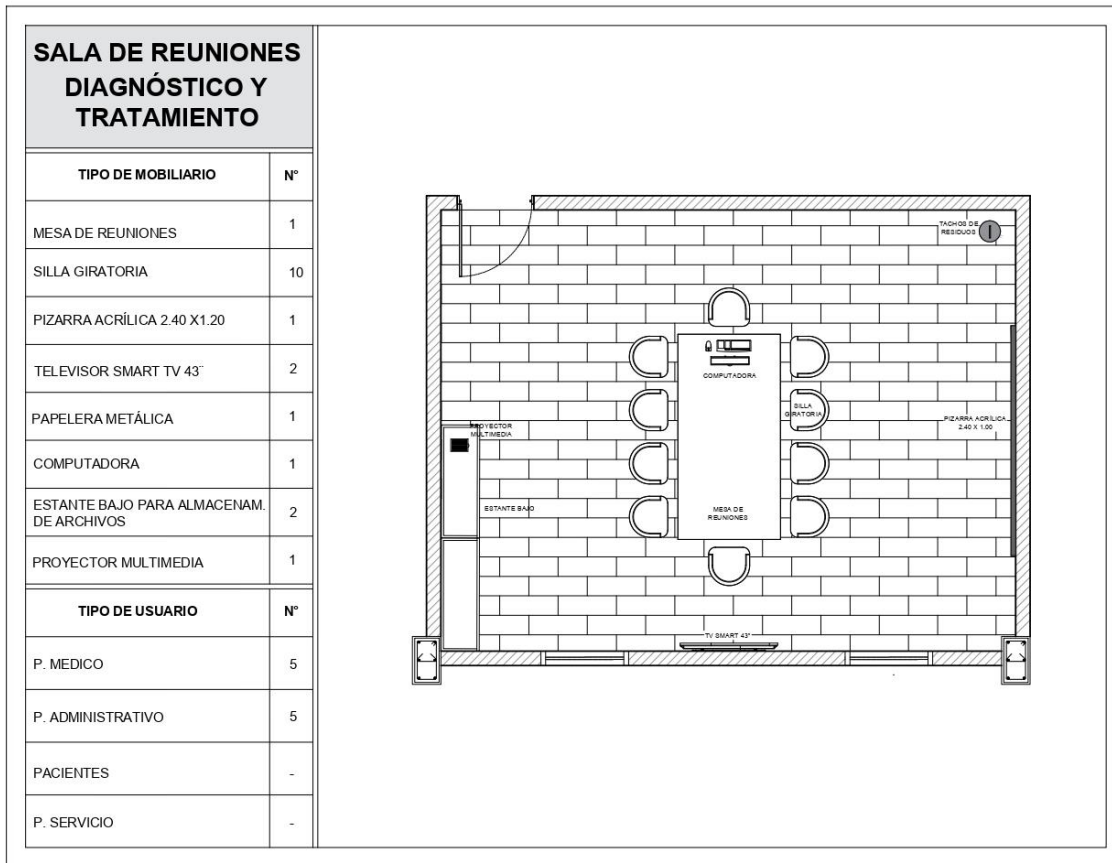 SALA DE REUNIONES
DIAGNÓSTICO Y
TRATAMIENTO
TIPO DE MOBILIARIO N°
MESA DE REUNIONES 1
SILLA GIRATORIA 10
PIZARRA ACRÍLICA 2.40 X1.20 1
TELEVISOR SMART TV 43¨ 2
PAPELERA METÁLICA 1
COMPUTADORA 1
ESTANTE BAJO PARA ALMACENAM.
DE ARCHIVOS 2
PROYECTOR MULTIMEDIA 1
TIPO DE USUARIO N°
P. MEDICO 5
P. ADMINISTRATIVO 5
PACIENTES -
P. SERVICIO -
TACHOS DE
RESIDUOS
COMPUTADORA
SILLA
GIRATORIA
PIZARRA ACRÍLICA
2.40 X 1.00
PROYECTOR
MULTIMEDIA
ESTANTE BAJO
MESA DE
REUNIONES
TV SMART 43"